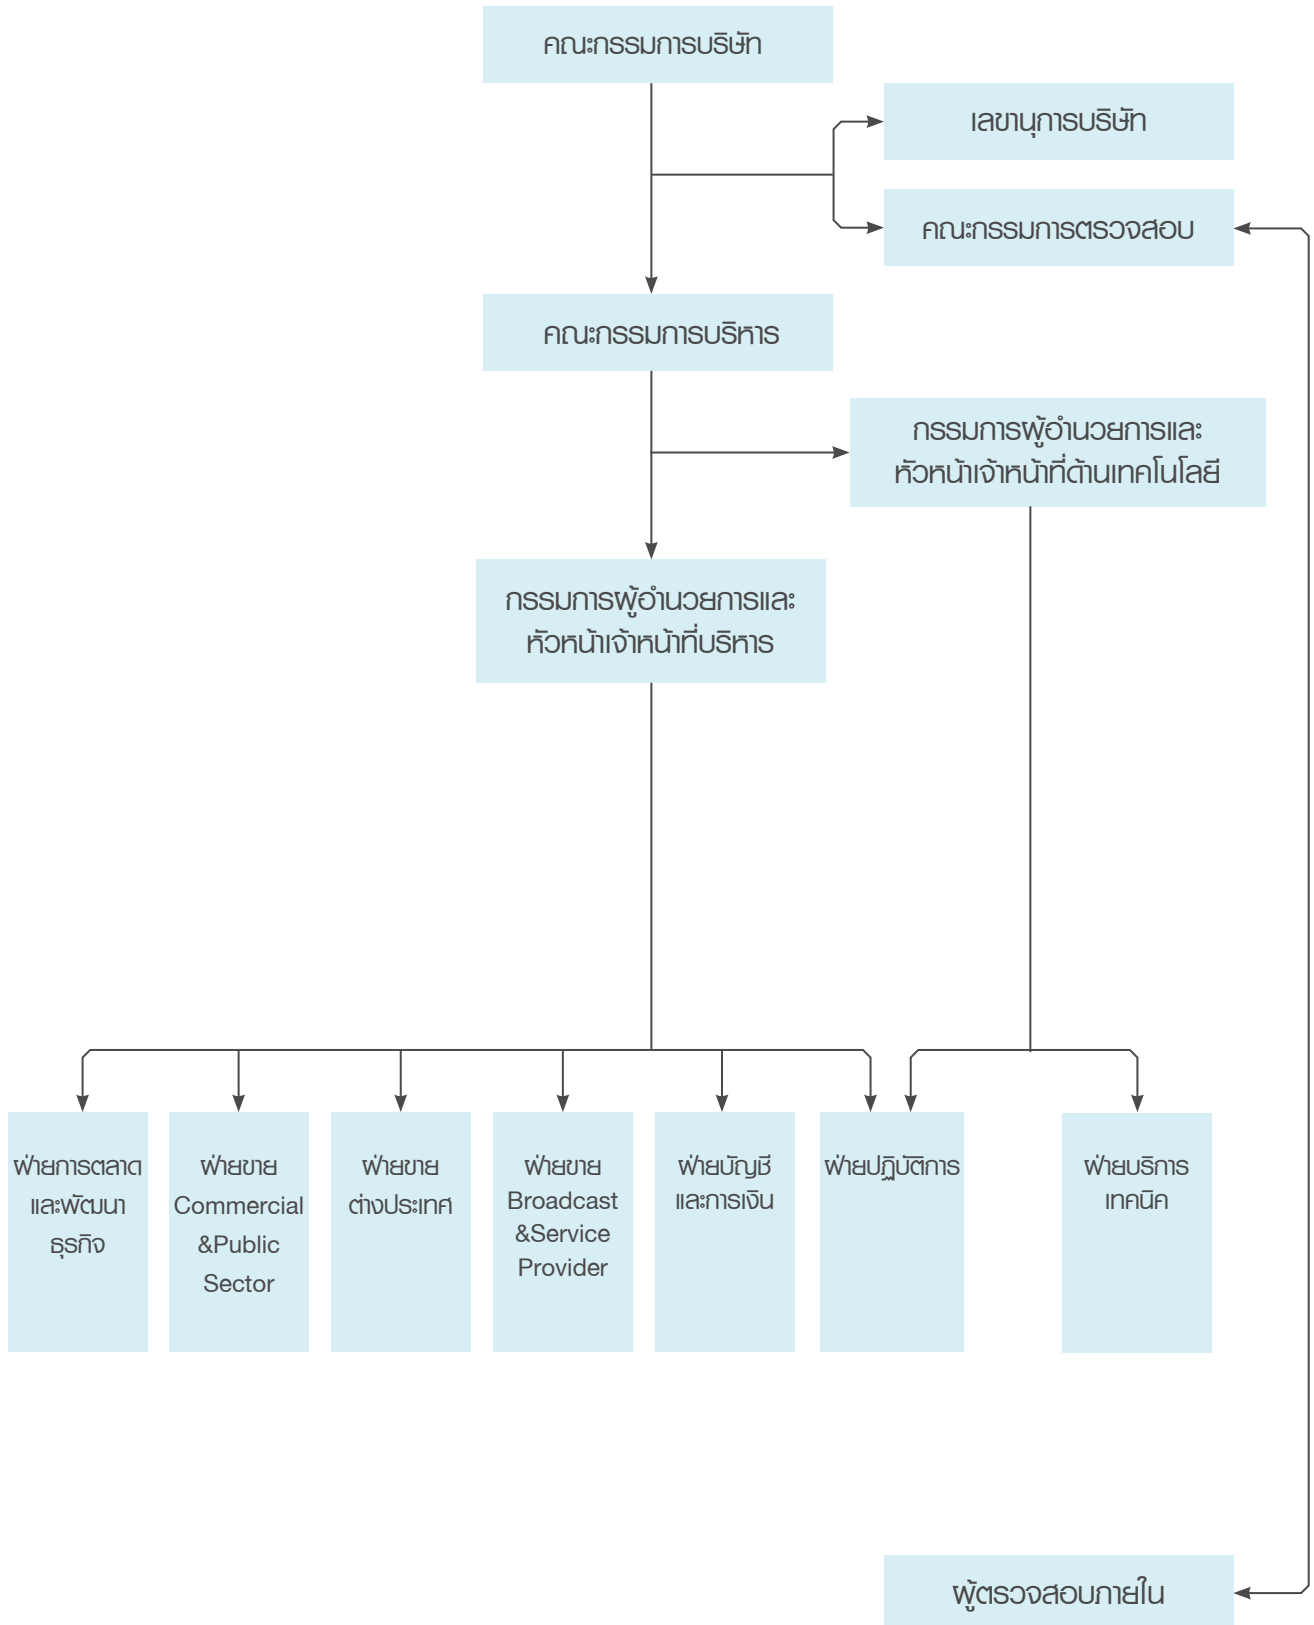 คณะกรรมการบริษัท
เลขานุการบริษัท
คณะกรรมการตรวจสอบ
คณะกรรมการบริหาร
กรรมการผู้อำนวยการและ
หัวหน้าเจ้าหน้าที่ด้านเทคโนโลยี
กรรมการผู้อำนวยการและ
หัวหน้าเจ้าหน้าที่บริหาร
ฝ่ายการตลาด
และพัฒนา
ธุรกิจ
ฝ่ายขาย
Commercial
&Public
Sector
ฝ่ายขาย
ต่างประเทศ
ฝ่ายขาย
Broadcast
&Service
Provider
ฝ่ายบัญชี
และการเงิน
ฝ่ายปฏิบัติการ
ฝ่ายบริการ
เทคนิค
ผู้ตรวจสอบภายใน